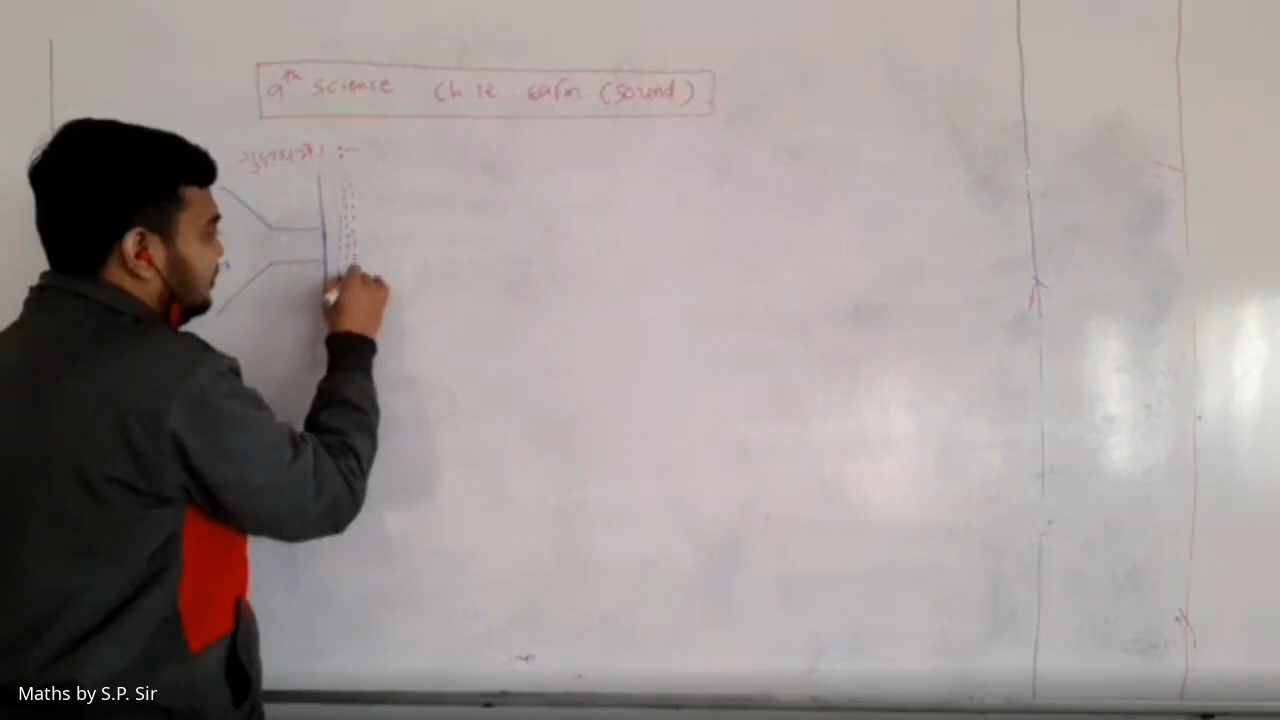 9th Science Ch 12 ध्वनि (Sound)
:-
Maths by S.P. Sir